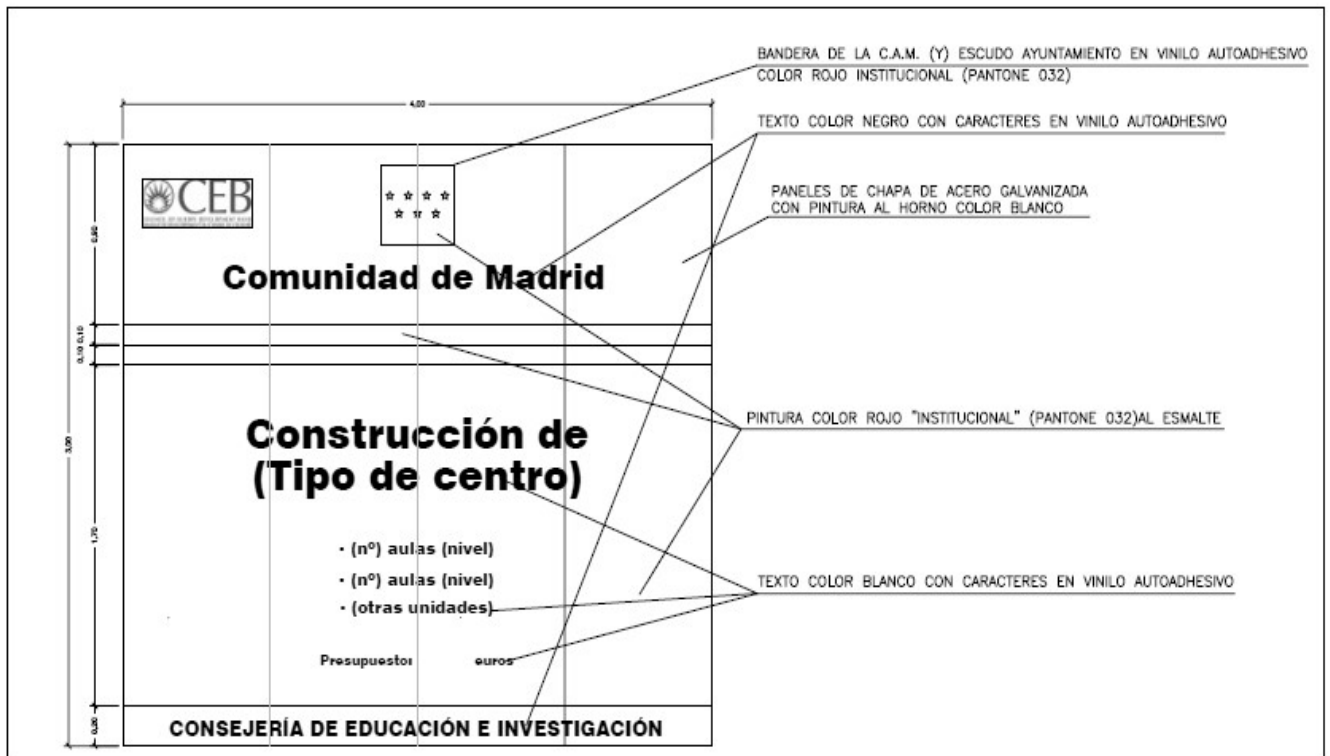 BANDERA DE LA C.A.M. (Y) ESCUDO AYUNTAMIENTO EN VINILO AUTOADHESIVO
COLOR ROJO INSTITUCIONAL (PANTONE 032)
4,00
TEXTO COLOR NEGRO CON CARACTERES EN VINILO AUTOADHESIVO
CEB
PANELES DE CHAPA DE ACERO GALVANIZADA
CON PINTURA AL HORNO COLOR BLANCO
0,90
Comunidad de Madrid
0,10 0,10
Construcción de
(Tipo de centro)
PINTURA COLOR ROJO "INSTITUCIONAL" (PANTONE 032)AL ESMALTE
3,00
1,70
· (nº) aulas (nivel)
· (nº) aulas (nivel)
· (otras unidades)
TEXTO COLOR BLANCO CON CARACTERES EN VINILO AUTOADHESIVO
Presupuesto: euros
0,20
CONSEJERÍA DE EDUCACIÓN E INVESTIGACIÓN